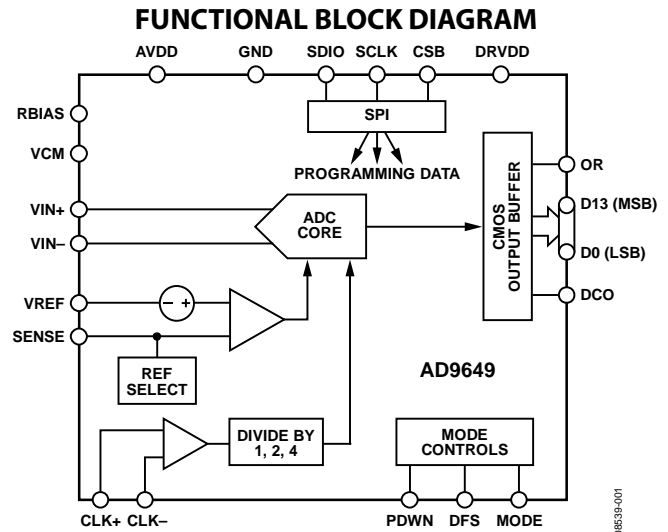 FUNCTIONAL BLOCK DIAGRAM
AVDD
GND
SDIO
SCLK
CSB
DRVDD
RBIAS
VCM
VIN+
VIN–
VREF
SENSE
SPI
PROGRAMMING DATA
ADC
CORE
– +
REF
SELECT
DIVIDE BY
1, 2, 4
CMOS
OUTPUT BUFFER
OR
D13 (MSB)
D0 (LSB)
DCO
AD9649
MODE
CONTROLS
CLK+
CLK–
PDWN
DFS
MODE
08539-001